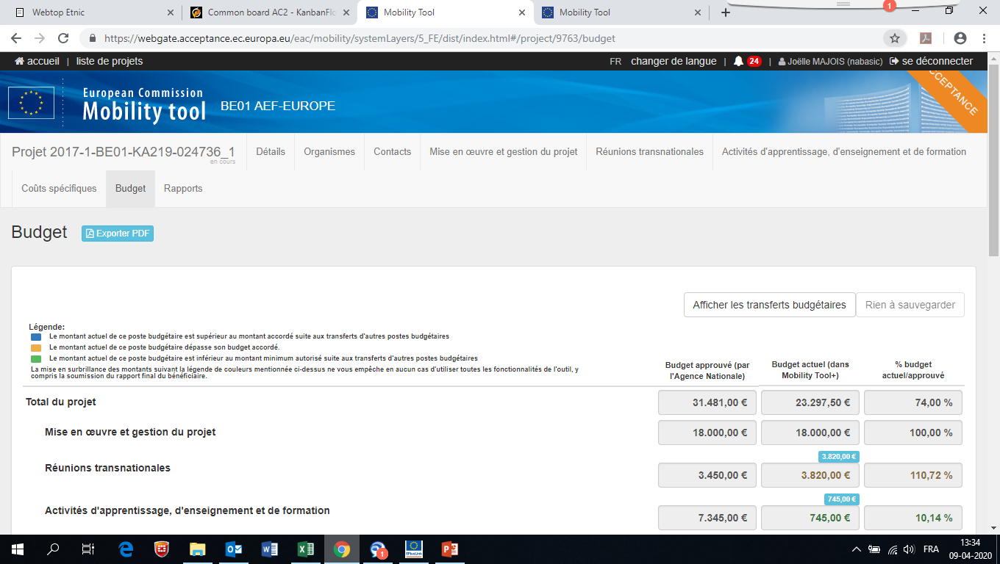 Webtop Etnic
Common board AC2 - KanbanFlo
Mobility Tool
Mobility Tool
1
https://webgate.acceptance.ec.europa.eu/eac/mobility/systemLayers/5_FE/dist/index.html#/project/9763/budget
accueil | liste de projets
FR changer de langue | 24 | Joëlle MAJOIS (nabasic) se déconnecter
European Commission
Mobility tool
BE01 AEF-EUROPE
ACCEPTANCE
Projet 2017-1-BE01-KA219-024736_1
en cours
Détails
Organismes
Contacts
Mise en œuvre et gestion du projet
Réunions transnationales
Activités d'apprentissage, d'enseignement et de formation
Coûts spécifiques
Budget
Rapports
Budget
Exporter PDF
Afficher les transferts budgétaires
Rien à sauvegarder
Légende:
Le montant actuel de ce poste budgétaire est supérieur au montant accordé suite aux transferts d'autres postes budgétaires
Le montant actuel de ce poste budgétaire dépasse son budget accordé.
Le montant actuel de ce poste budgétaire est inférieur au montant minimum autorisé suite aux transferts d'autres postes budgétaires
La mise en surbrillance des montants suivant la légende de couleurs mentionnée ci-dessus ne vous empêche en aucun cas d'utiliser toutes les fonctionnalités de l'outil, y
compris la soumission du rapport final du bénéficiaire.
Budget approuvé (par
l'Agence Nationale)
Budget actuel (dans
Mobility Tool+)
% budget
actuel/approuvé
Total du projet
31.481,00 €
23.297,50 €
74,00 %
Mise en œuvre et gestion du projet
18.000,00 €
18.000,00 €
100,00 %
3.820,00 €
Réunions transnationales
3.450,00 €
3.820,00 €
110,72 %
745,00 €
Activités d'apprentissage, d'enseignement et de formation
7.345,00 €
745,00 €
10,14 %
1
FRA
13:34
09-04-2020